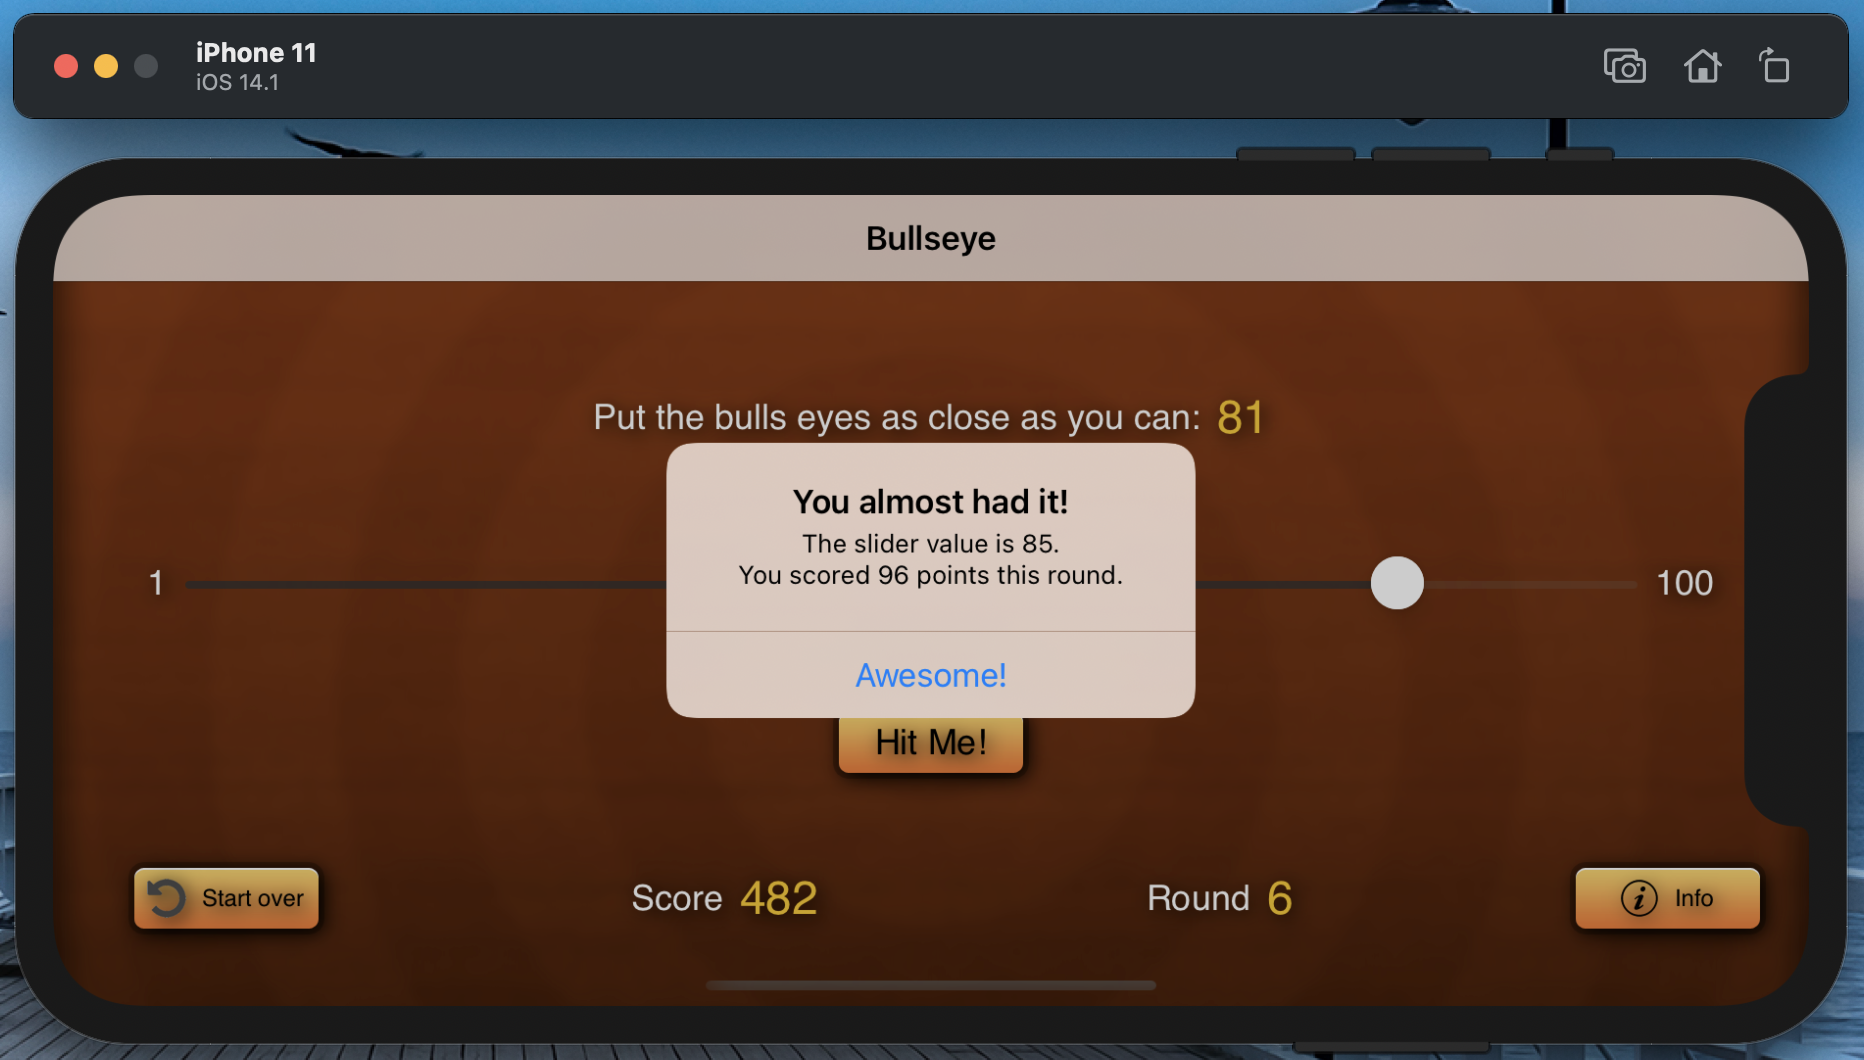 iPhone 11
iOS 14.1
Bullseye
Put the bulls eyes as close as you can: 81
You almost had it!
The slider value is 85.
You scored 96 points this round.
1
100
Awesome!
Hit Me!
Start over
Score 482
Round 6
Info